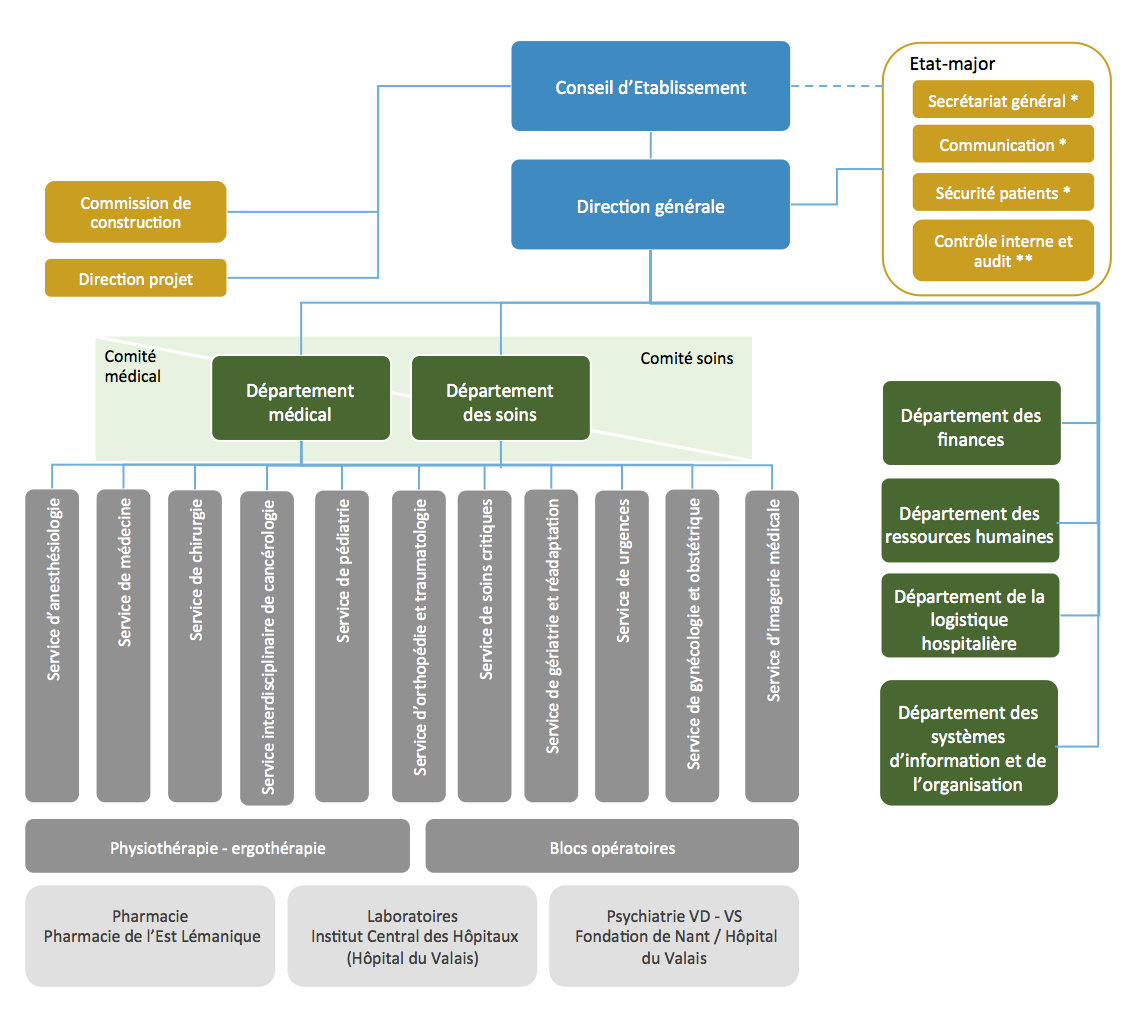 Conseil d'Etablissement
Direction générale
Etat-major
Secrétariat général *
Communication *
Sécurité patients *
Contrôle interne et
audit **
Commission de
construction
Direction projet
Comité
médical
Comité soins
Département
médical
Département
des soins
Département des
finances
Département des
ressources humaines
Département de la
logistique
hospitalière
Département des
systèmes
d'information et de
l'organisation
Service d'anesthésiologie
Service de médecine
Service de chirurgie
Service interdisciplinaire de cancérologie
Service de pédiatrie
Service d'orthopédie et traumatologie
Service de soins critiques
Service de gériatrie et réadaptation
Service de urgences
Service de gynécologie et obstétrique
Service d'imagerie médicale
Physiothérapie - ergothérapie
Blocs opératoires
Pharmacie
Pharmacie de l'Est Lémanique
Laboratoires
Institut Central des Hôpitaux
(Hôpital du Valais)
Psychiatrie VD - VS
Fondation de Nant / Hôpital
du Valais